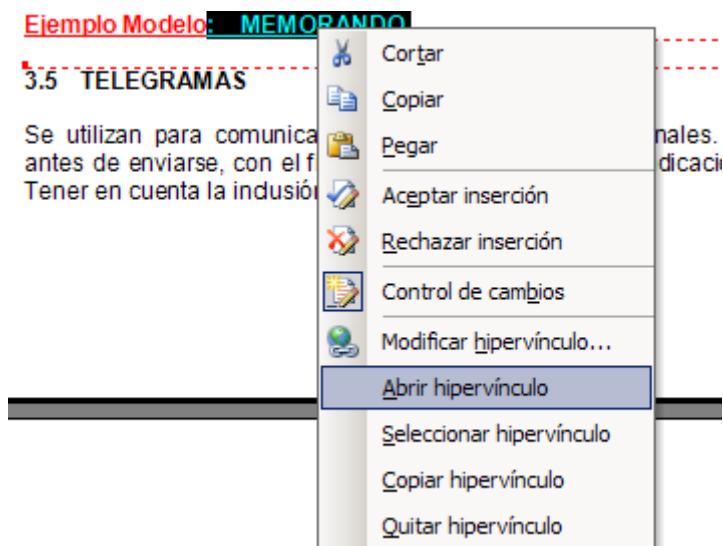 Ejemplo Modelo: MEMORANDO
3.5 TELEGRAMAS
Se utilizan para comunica nales.
antes de enviarse, con el f dicaci
Tener en cuenta la inclusión
Cortar
Copiar
Pegar
Aceptar inserción
Rechazar inserción
Control de cambios
Modificar hipervínculo...
Abrir hipervínculo
Seleccionar hipervínculo
Copiar hipervínculo
Quitar hipervínculo